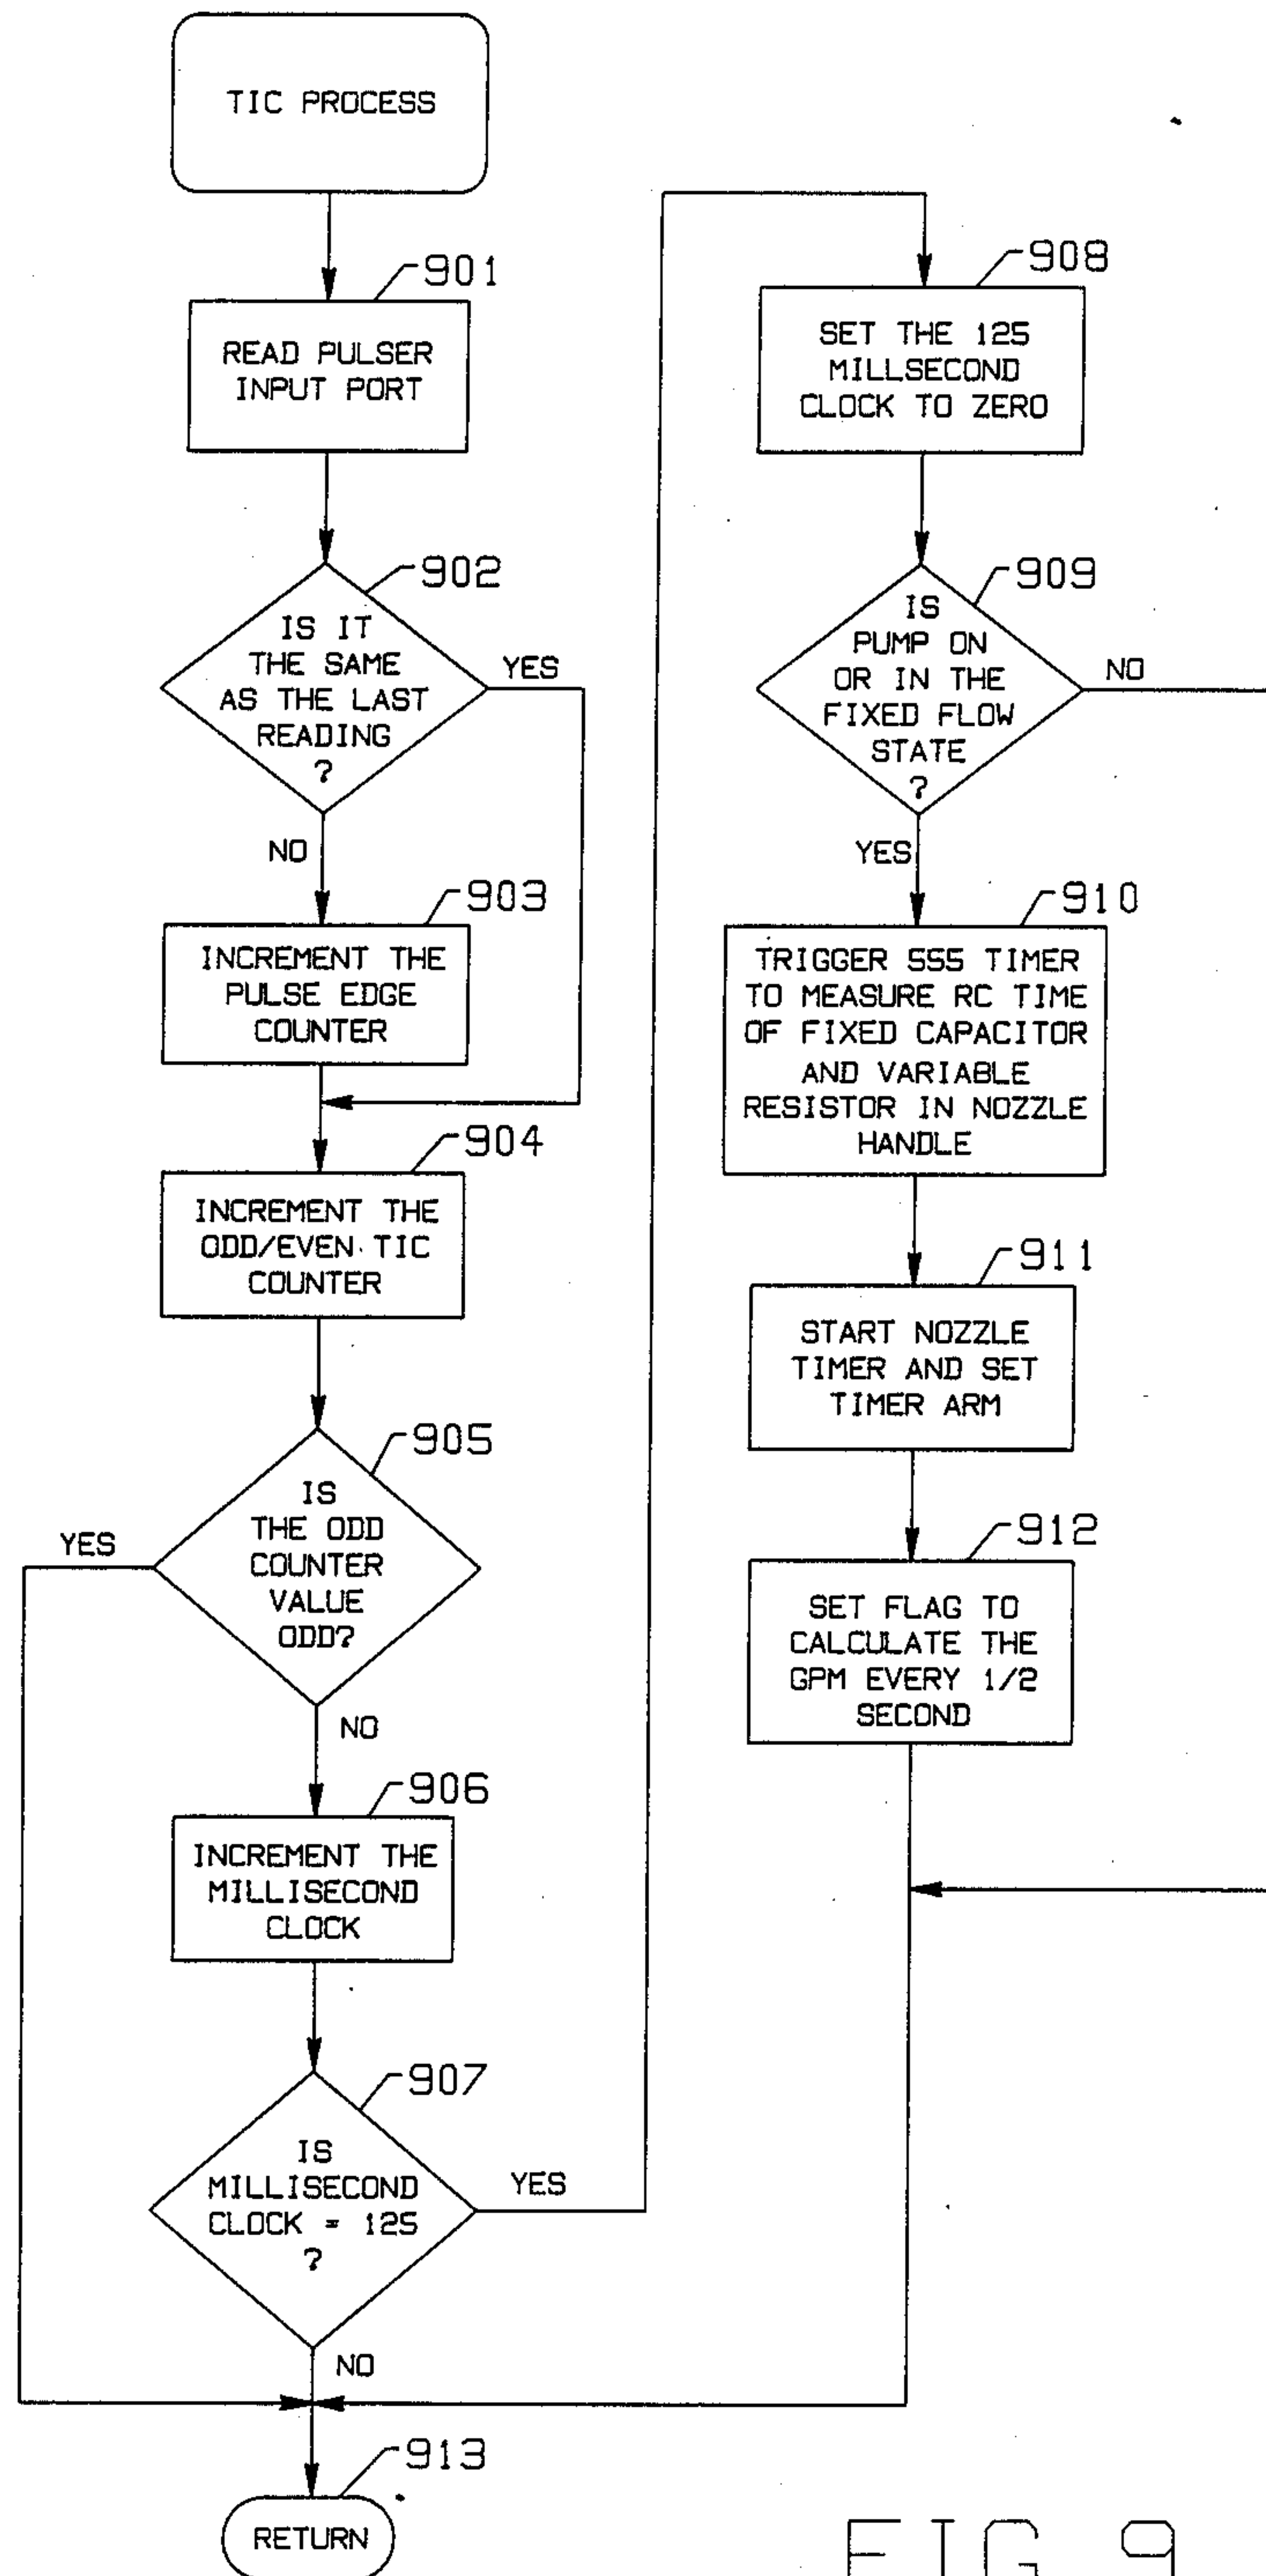 TIC PROCESS
901
READ PULSER
INPUT PORT
902
IS IT
THE SAME
AS THE LAST
READING
?
YES
NO
903
INCREMENT THE
PULSE EDGE
COUNTER
904
INCREMENT THE
ODD/EVEN TIC
COUNTER
905
IS
THE ODD
COUNTER
VALUE
ODD?
YES
NO
906
INCREMENT THE
MILLISECOND
CLOCK
907
IS
MILLISECOND
CLOCK = 125
?
YES
NO
913
RETURN
908
SET THE 125
MILLSECOND
CLOCK TO ZERO
909
IS
PUMP ON
OR IN THE
FIXED FLOW
STATE
?
NO
YES
910
TRIGGER 555 TIMER
TO MEASURE RC TIME
OF FIXED CAPACITOR
AND VARIABLE
RESISTOR IN NOZZLE
HANDLE
911
START NOZZLE
TIMER AND SET
TIMER ARM
912
SET FLAG TO
CALCULATE THE
GPM EVERY 1/2
SECOND
FIG 9